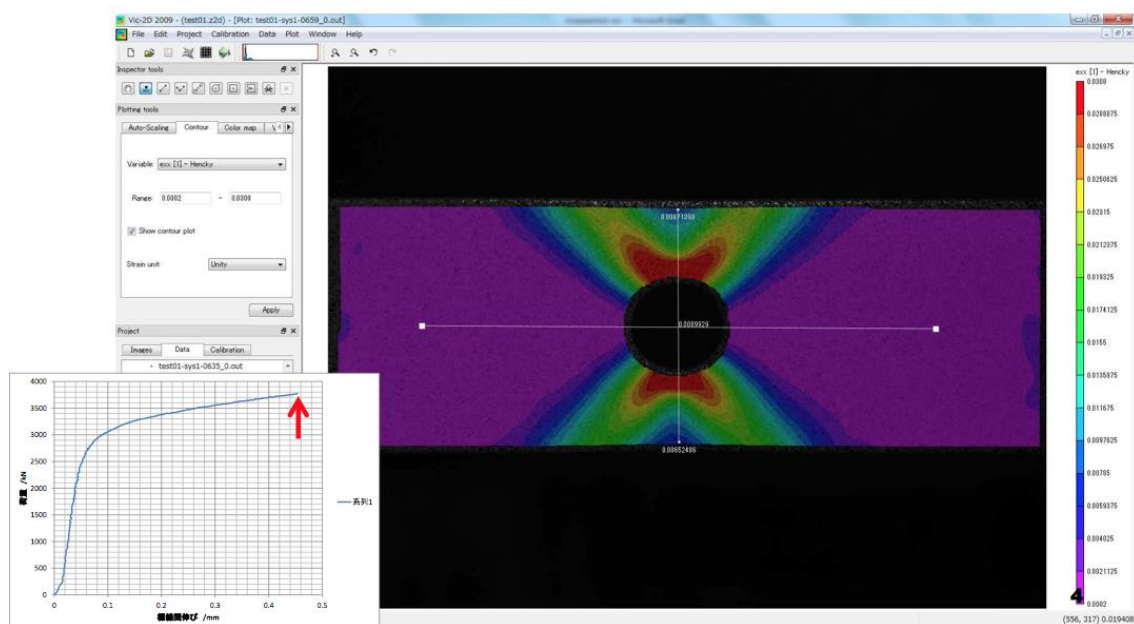 Vic-2D 2009 - (test01.z2d) - [Plot: test01-sys1-0659_0.out]
File Edit Project Calibration Data Plot Window Help
Inspector tools
Plotting tools
Auto-Scaling Contour Color map
Variable: exx [1] - Hencky
Range: 0.0002 - 0.0308
Show contour plot
Strain unit: Unity
Apply
Project
Images Data Calibration
test01-sys1-0635_0.out
0.0089929
0.00652486
exx [1] - Hencky
0.0308
0.0288875
0.026975
0.0250625
0.02315
0.0212375
0.019325
0.0174125
0.0155
0.0135875
0.011675
0.0097625
0.00785
0.0059375
0.004025
0.0021125
0.0002
4
(556, 317) 0.019408
4000
3500
3000
2500
2000
1500
1000
500
0
荷重 /kN
0 0.1 0.2 0.3 0.4 0.5
標線間伸び /mm
系列1